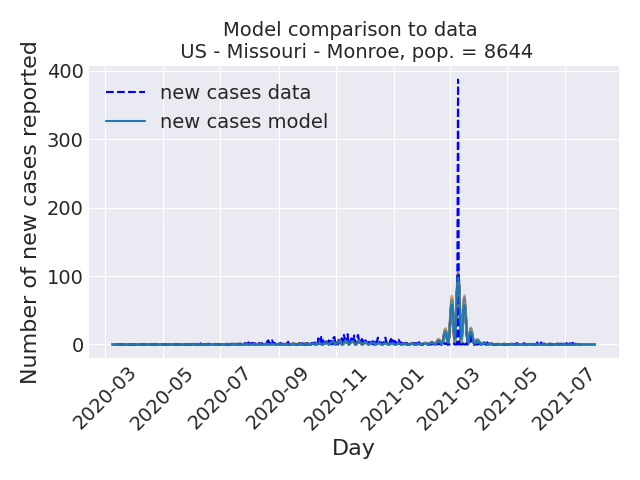 Model comparison to data
US - Missouri - Monroe, pop. = 8644
Number of new cases reported
400
300
200
100
0
new cases data
new cases model
2020-03
2020-05
2020-07
2020-09
2020-11
2021-01
2021-03
2021-05
2021-07
Day